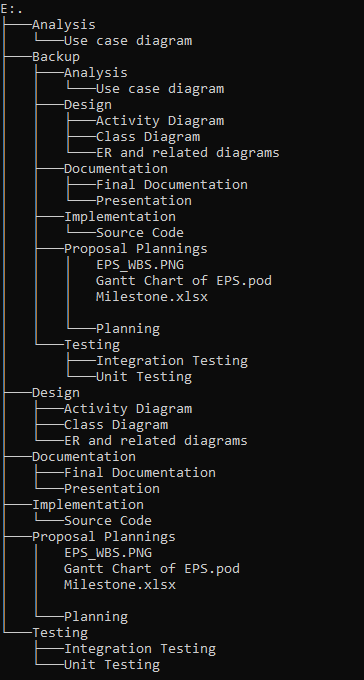 E:.
├───Analysis
│   └───Use case diagram
├───Backup
│   ├───Analysis
│   │   └───Use case diagram
│   ├───Design
│   │   ├───Activity Diagram
│   │   ├───Class Diagram
│   │   └───ER and related diagrams
│   ├───Documentation
│   │   ├───Final Documentation
│   │   └───Presentation
│   ├───Implementation
│   │   └───Source Code
│   ├───Proposal Plannings
│   │   │   EPS_WBS.PNG
│   │   │   Gantt Chart of EPS.pod
│   │   │   Milestone.xlsx
│   │   │
│   │   └───Planning
│   └───Testing
│       ├───Integration Testing
│       └───Unit Testing
├───Design
│   ├───Activity Diagram
│   ├───Class Diagram
│   └───ER and related diagrams
├───Documentation
│   ├───Final Documentation
│   └───Presentation
├───Implementation
│   └───Source Code
├───Proposal Plannings
│   │   EPS_WBS.PNG
│   │   Gantt Chart of EPS.pod
│   │   Milestone.xlsx
│   │
│   └───Planning
└───Testing
    ├───Integration Testing
    └───Unit Testing